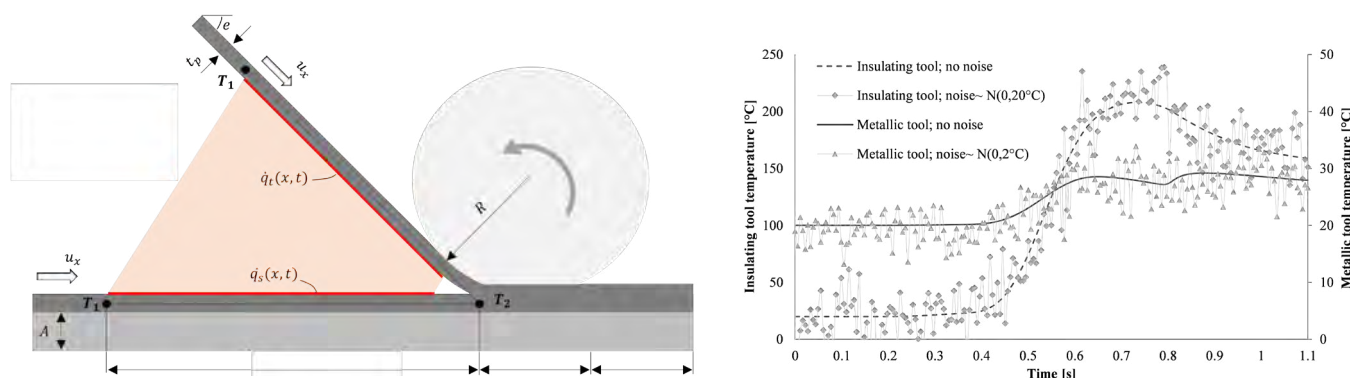 e
t_p
u_x
T_1
q̇_t(x,t)
R
u_x
q̇_s(x,t)
T_1
T_2
A
250
200
150
100
50
0
Insulating tool temperature [°C]
Insulating tool; no noise
Insulating tool; noise~ N(0,20°C)
Metallic tool; no noise
Metallic tool; noise~ N(0,2°C)
50
40
30
20
10
0
Metallic tool temperature [°C]
0 0.1 0.2 0.3 0.4 0.5 0.6 0.7 0.8 0.9 1 1.1
Time [s]